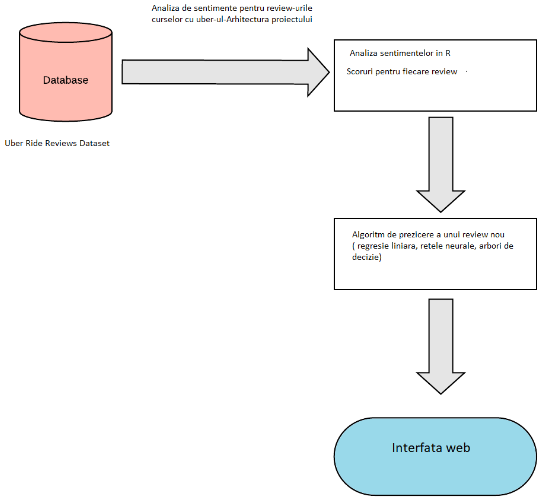 Analiza de sentimente pentru review-urile
curselor cu uber-ul-Arhitectura proiectului
Database
Uber Ride Reviews Dataset
Analiza sentimentelor in R
Scoruri pentru fiecare review
Algoritm de prezicere a unui review nou
( regresie liniara, retele neurale, arbori de
decizie)
Interfata web